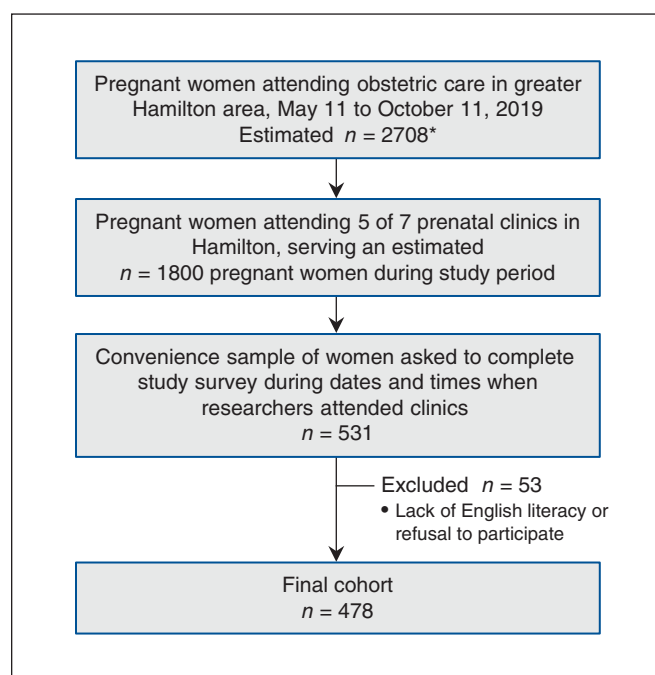 Pregnant women attending obstetric care in greater
Hamilton area, May 11 to October 11, 2019
Estimated n = 2708*
Pregnant women attending 5 of 7 prenatal clinics in
Hamilton, serving an estimated
n = 1800 pregnant women during study period
Convenience sample of women asked to complete
study survey during dates and times when
researchers attended clinics
n = 531
Excluded n = 53
• Lack of English literacy or
refusal to participate
Final cohort
n = 478